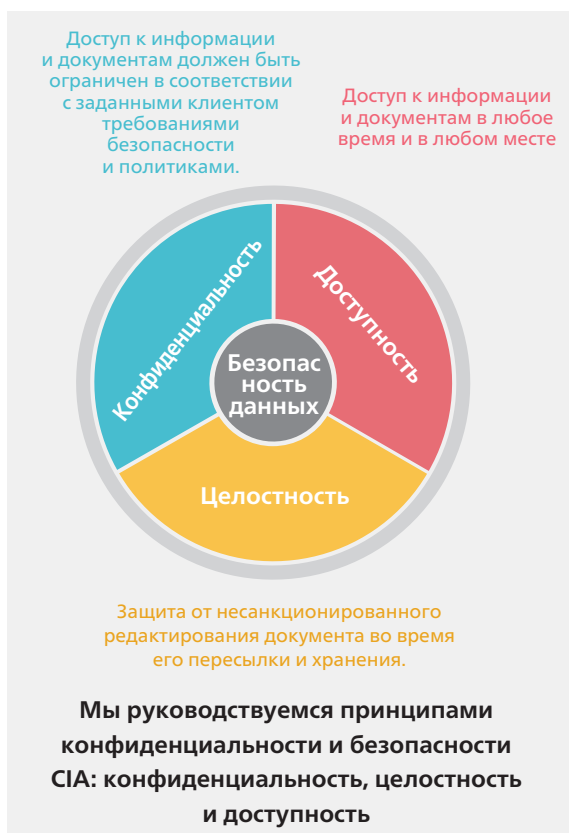 Доступ к информации
и документам должен быть
ограничен в соответствии
с заданными клиентом
требованиями
безопасности
и политиками.
Доступ к информации
и документам в любое
время и в любом месте
Конфиденциальность
Доступность
Безопас
ность
данных
Целостность
Защита от несанкционированного
редактирования документа во время
его пересылки и хранения.
Мы руководствуемся принципами
конфиденциальности и безопасности
CIA: конфиденциальность, целостность
и доступность